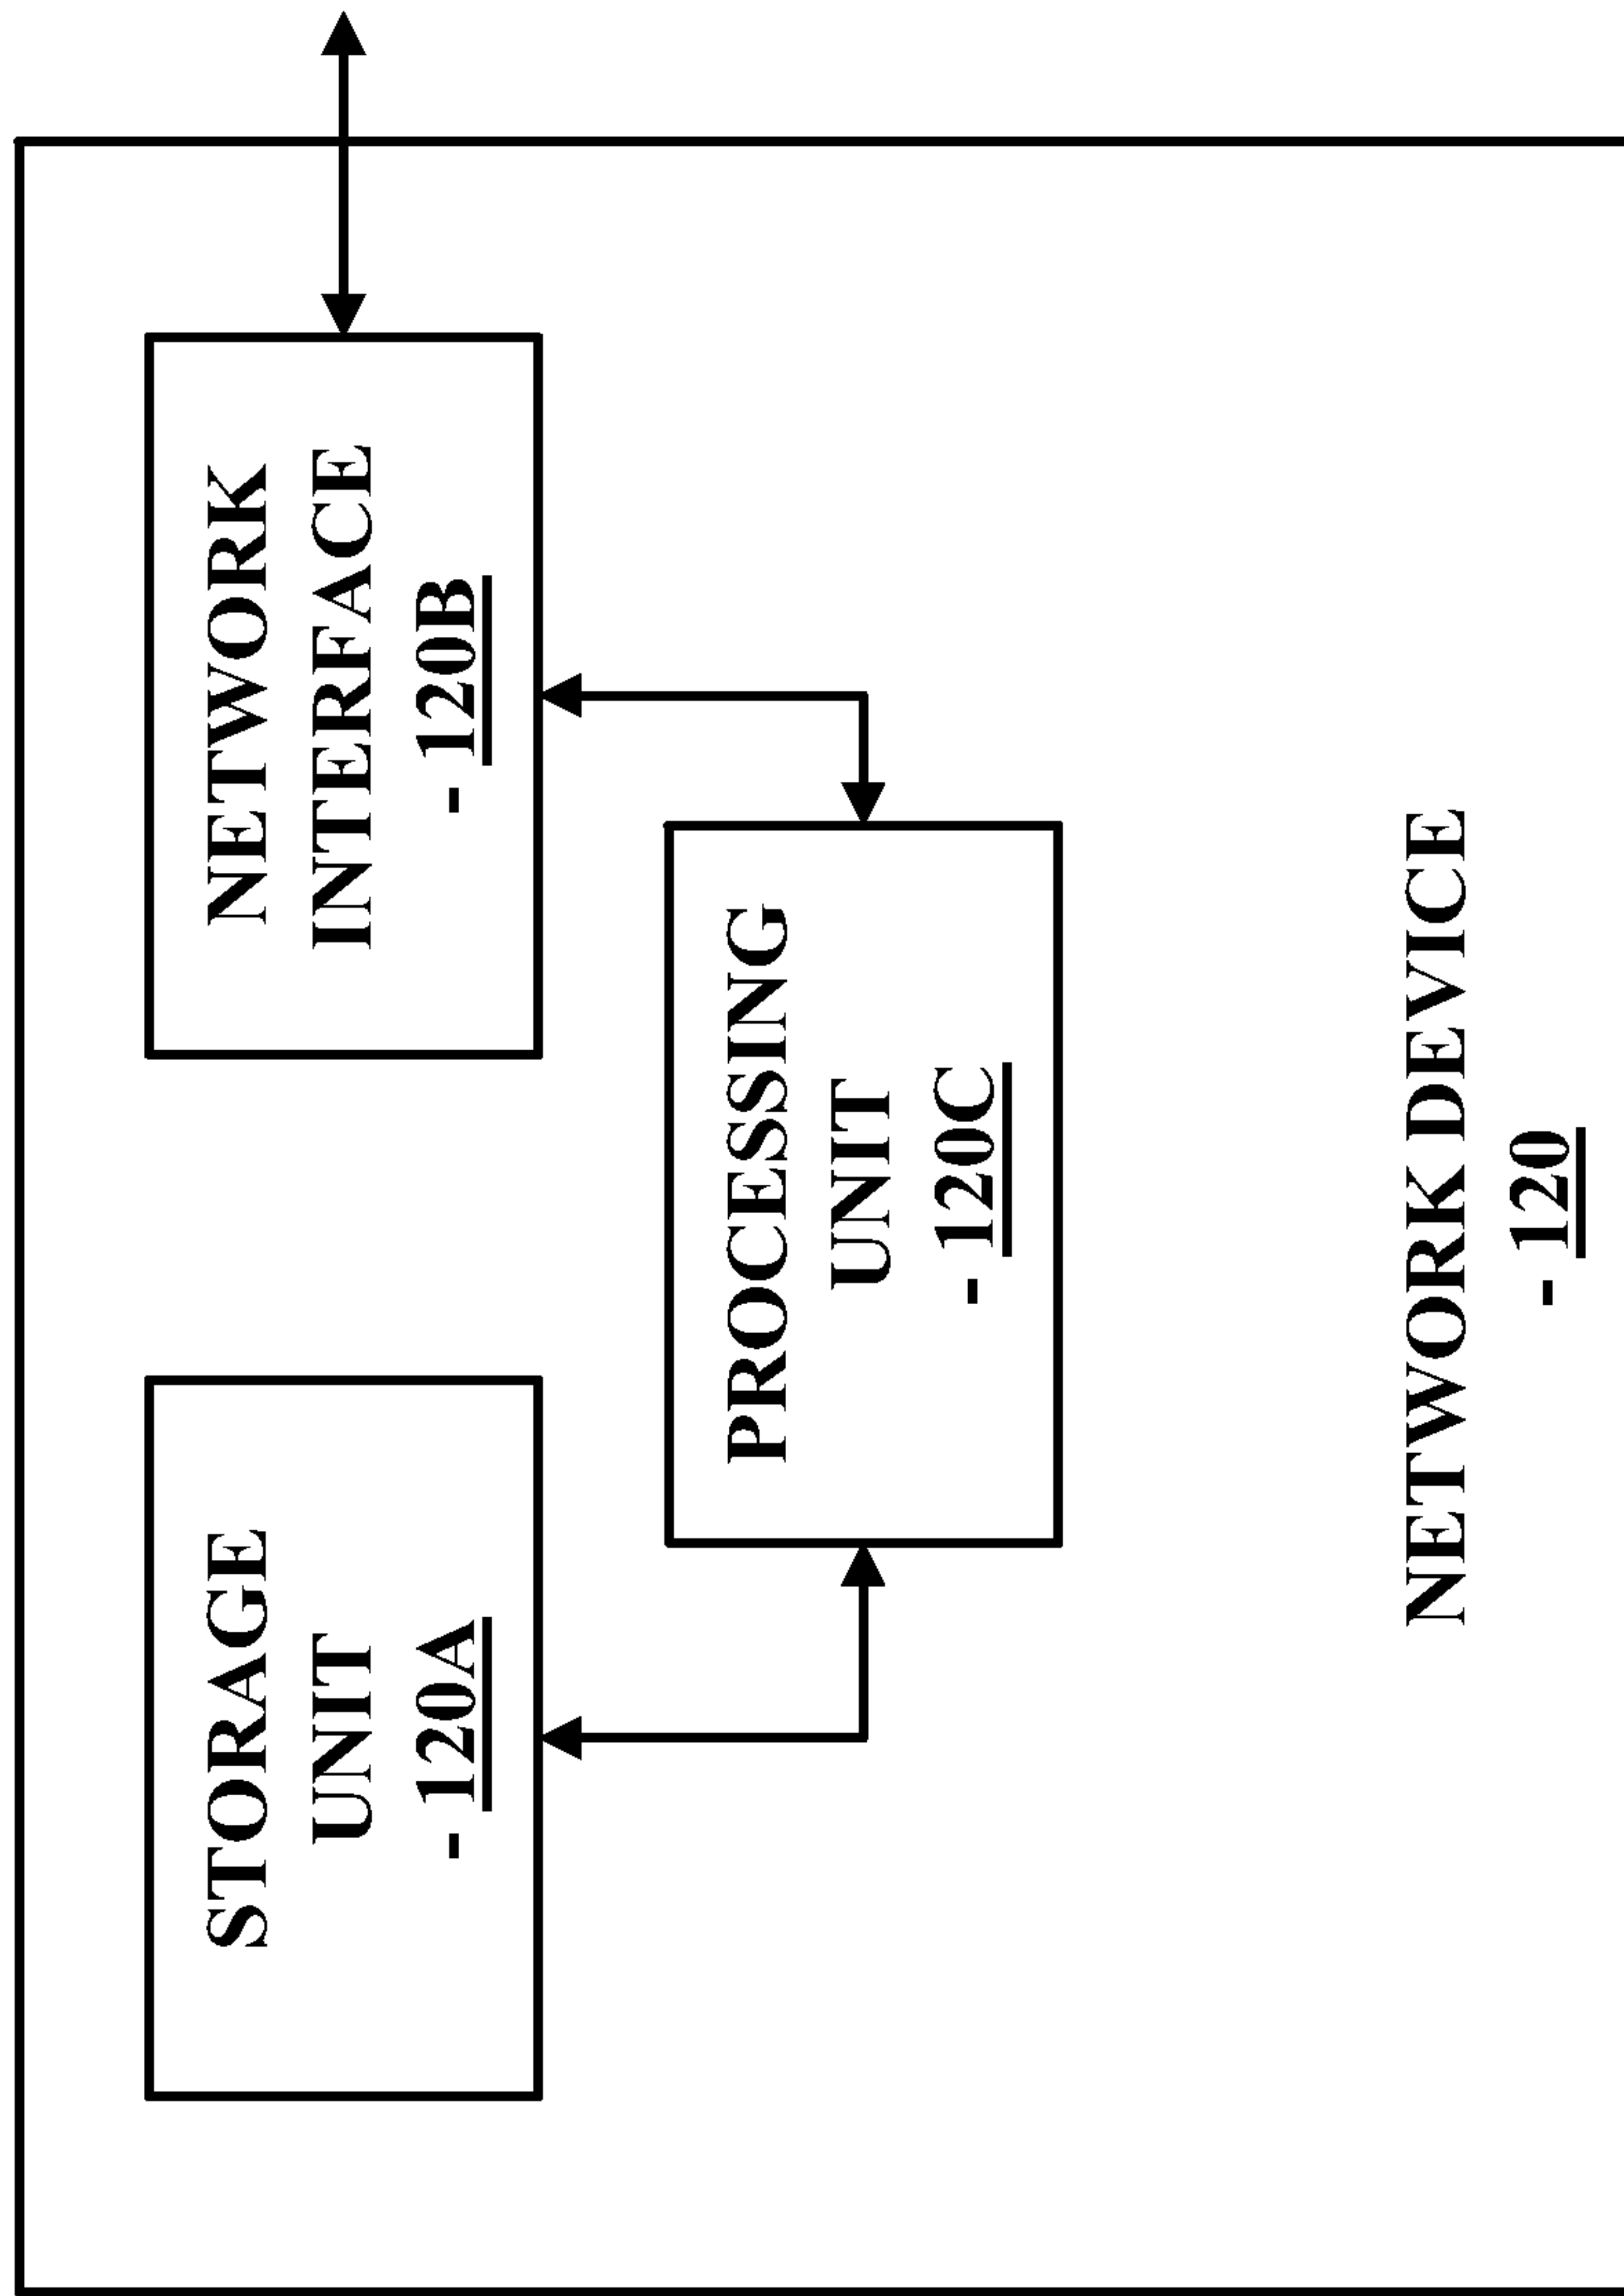 STORAGE
UNIT
- 120A
NETWORK
INTERFACE
- 120B
PROCESSING
UNIT
- 120C
NETWORK DEVICE
- 120